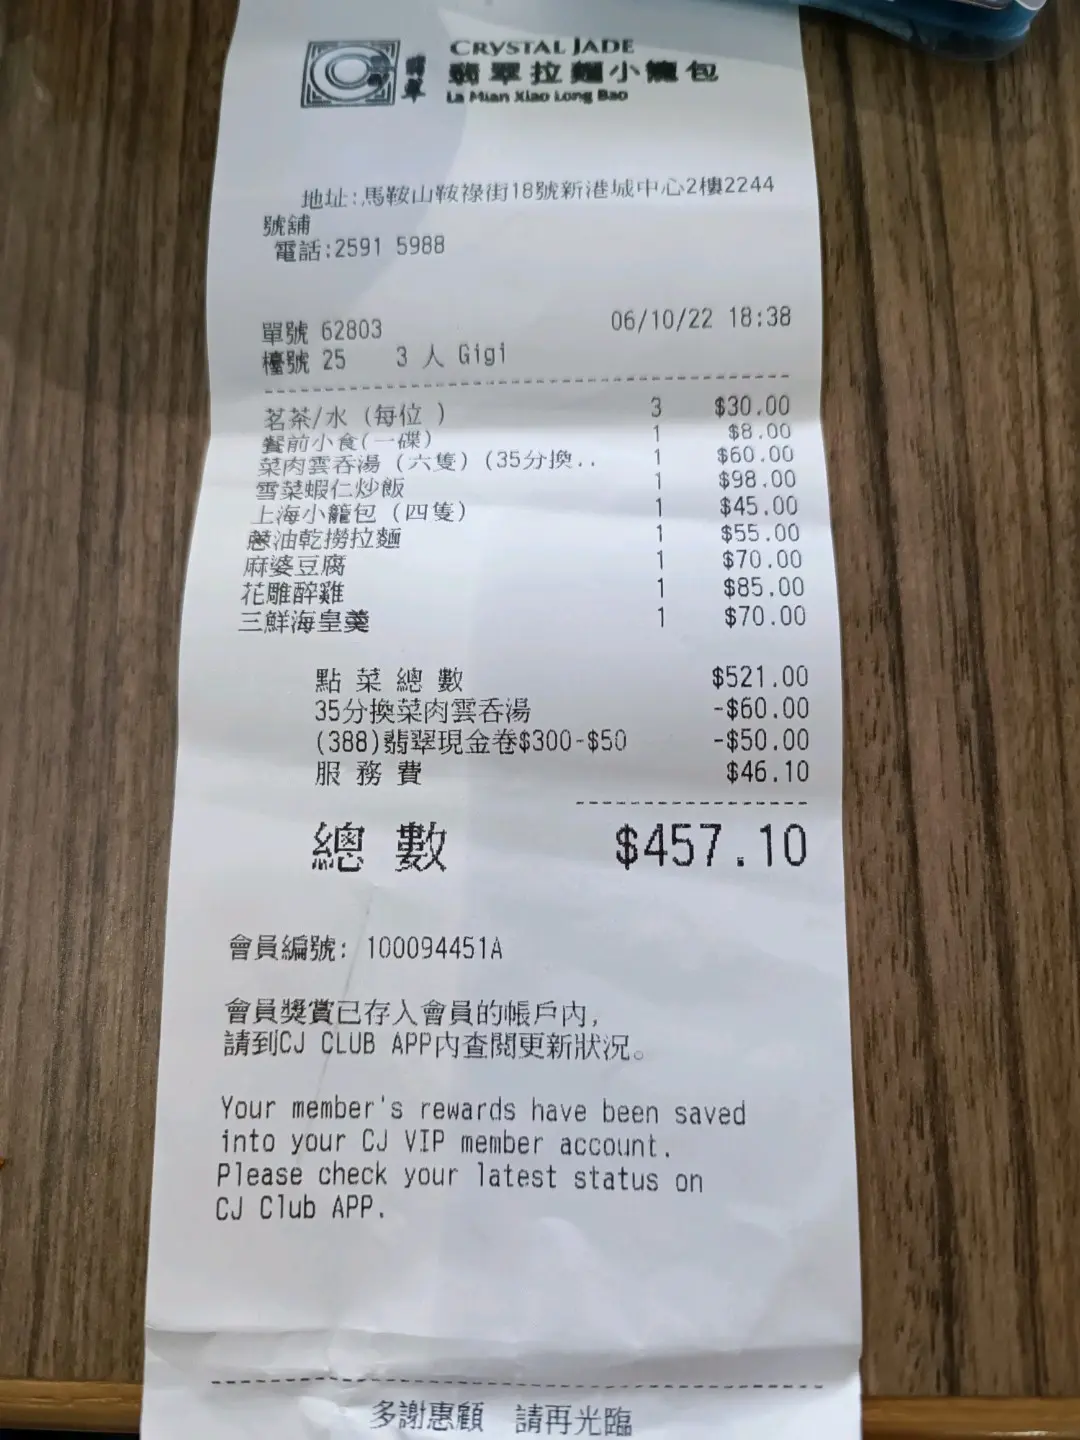 CRYSTAL JADE
翡翠拉麵小籠包
La Mian Xiao Long Bao
翡翠
地址:馬鞍山鞍祿街18號新港城中心2樓2244
號舖
電話:2591 5988
單號 62803 06/10/22 18:38
檯號 25 3 人 Gigi
茗茶/水 (每位 ) 3 $30.00
餐前小食(一碟) 1 $8.00
菜肉雲吞湯 (六隻) (35分換.. 1 $60.00
雪菜蝦仁炒飯 1 $98.00
上海小籠包 (四隻) 1 $45.00
蔥油乾撈拉麵 1 $55.00
麻婆豆腐 1 $70.00
花雕醉雞 1 $85.00
三鮮海皇羹 1 $70.00
點菜總數 $521.00
35分換菜肉雲吞湯 -$60.00
(388)翡翠現金卷$300-$50 -$50.00
服務費 $46.10
總數 $457.10
會員編號: 100094451A
會員獎賞已存入會員的帳戶內,
請到CJ CLUB APP內查閱更新狀況。
Your member's rewards have been saved
into your CJ VIP member account.
Please check your latest status on
CJ Club APP.
多謝惠顧 請再光臨